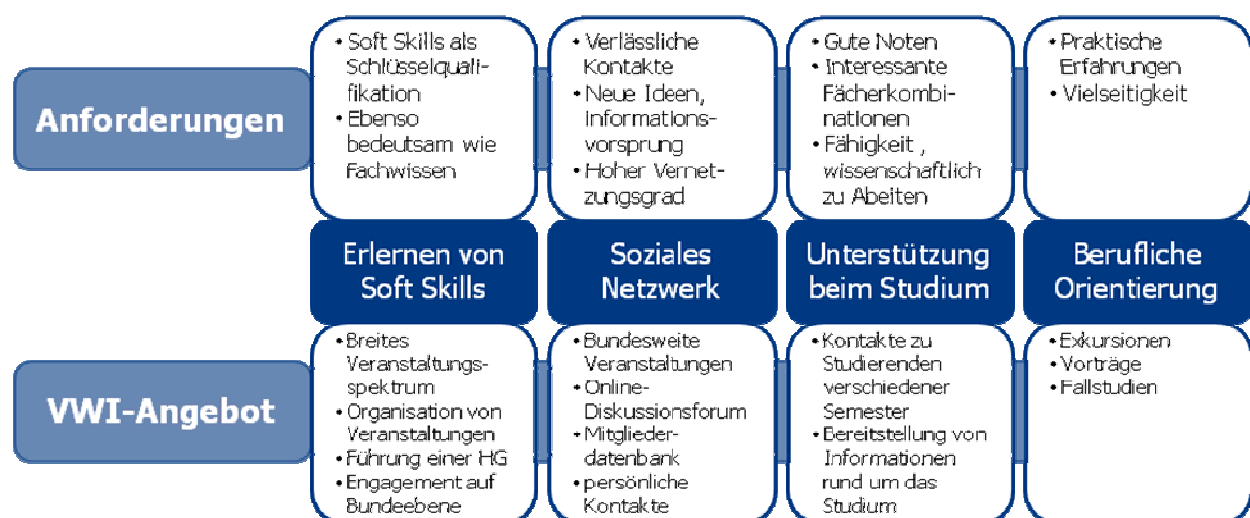 Anforderungen
• Soft Skills als
Schlüsselquali-
fikation
• Ebenso
bedeutsam wie
Fachwissen
• Verlässliche
Kontakte
• Neue Ideen,
Informations-
vorsprung
• Hoher Vernet-
zungsgrad
• Gute Noten
• Interessante
Fächerkombi-
nationen
• Fähigkeit ,
wissenschaftlich
zu Abeiten
• Praktische
Erfahrungen
• Vielseitigkeit
Erlernen von
Soft Skills
Soziales
Netzwerk
Unterstützung
beim Studium
Berufliche
Orientierung
VWI-Angebot
• Breites
Veranstaltungs-
spektrum
• Organisation von
Veranstaltungen
• Führung einer HG
• Engagement auf
Bundeebene
• Bundesweite
Veranstaltungen
• Online-
Diskussionsforum
• Mitglieder-
datenbank
• persönliche
Kontakte
• Kontakte zu
Studierenden
verschiedener
Semester
• Bereitstellung von
Informationen
rund um das
Studium
• Exkursionen
• Vorträge
• Fallstudien